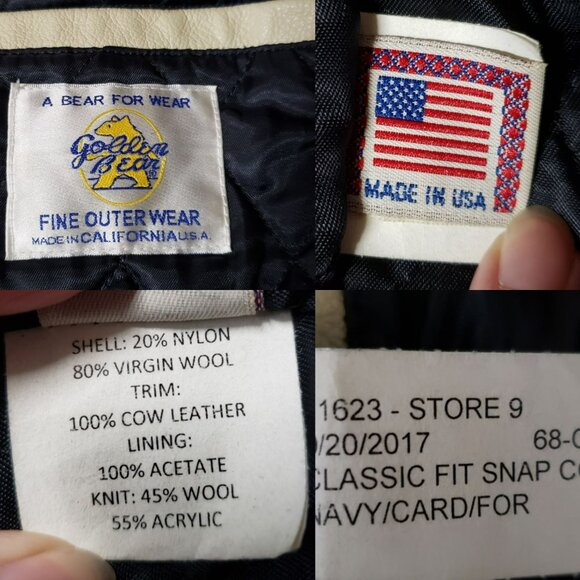 A BEAR FOR WEAR
Golden
Bear
FINE OUTER WEAR
MADE IN CALIFORNIA U.S.A.
MADE IN USA
SHELL: 20% NYLON
80% VIRGIN WOOL
TRIM:
100% COW LEATHER
LINING:
100% ACETATE
KNIT: 45% WOOL
55% ACRYLIC
1623 - STORE 9
/20/2017 68-
CLASSIC FIT SNAP CO
NAVY/CARD/FOR